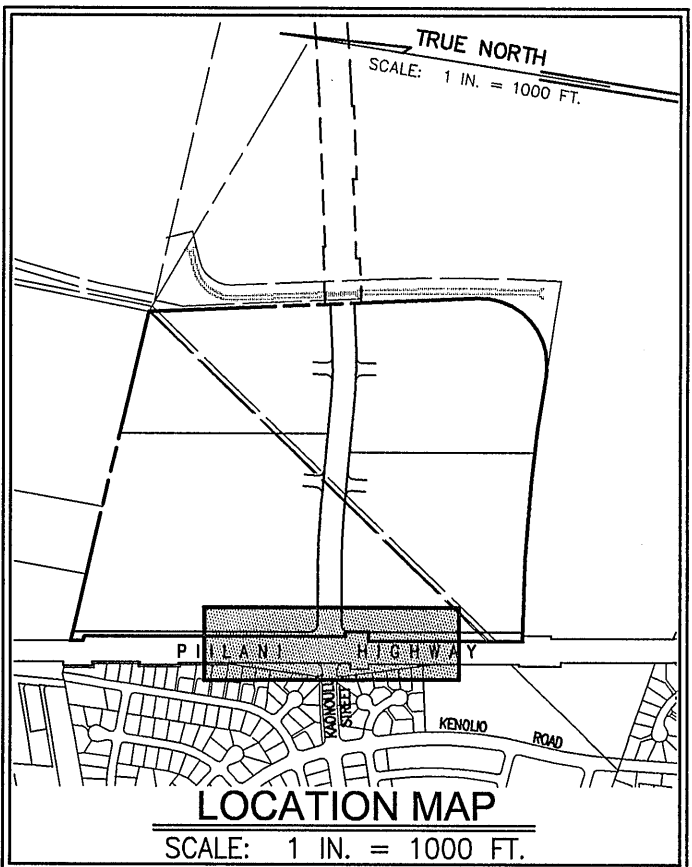 TRUE NORTH
SCALE: 1 IN. = 1000 FT.
PIILANI HIGHWAY
KAONOULU
STREET
KENOLIO ROAD
LOCATION MAP
SCALE: 1 IN. = 1000 FT.